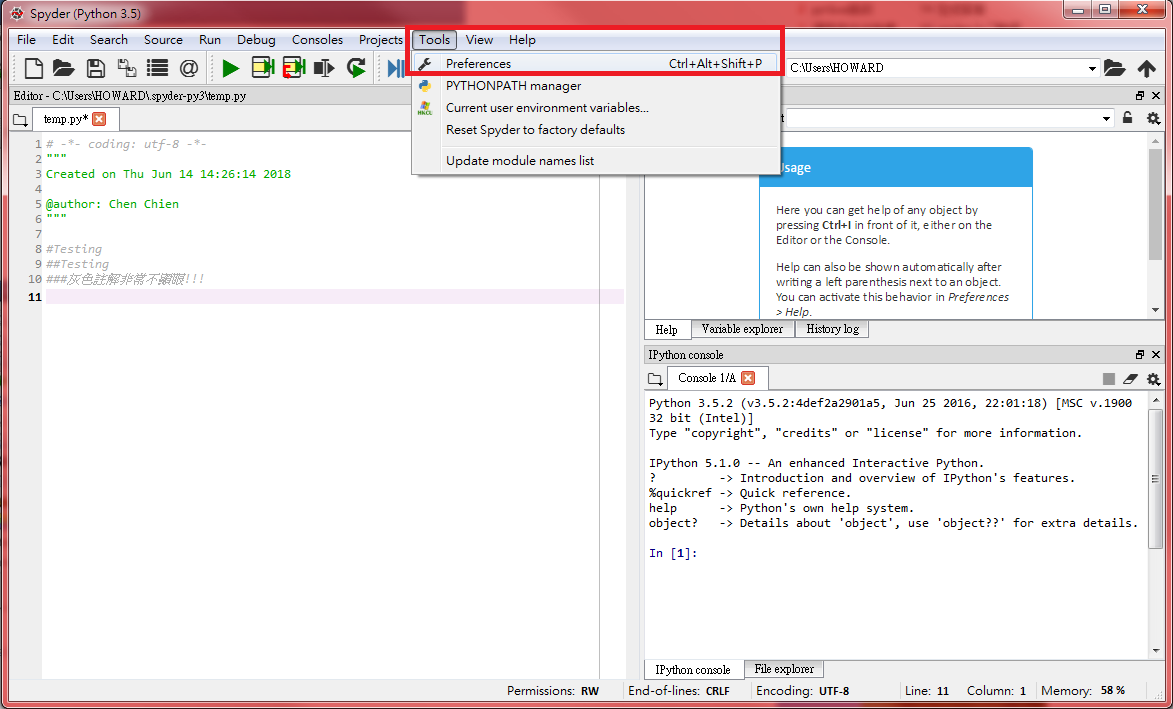 Spyder (Python 3.5)
File Edit Search Source Run Debug Consoles Projects Tools View Help
Preferences Ctrl+Alt+Shift+P
PYTHONPATH manager
Current user environment variables...
Reset Spyder to factory defaults
Update module names list
C:\Users\HOWARD
Editor - C:\Users\HOWARD\.spyder-py3\temp.py
temp.py*
1 # -*- coding: utf-8 -*-
2 """
3 Created on Thu Jun 14 14:26:14 2018
4
5 @author: Chen Chien
6 """
7
8 #Testing
9 ##Testing
10 ###灰色註解非常不顯眼!!!
11
Usage
Here you can get help of any object by
pressing Ctrl+I in front of it, either on the
Editor or the Console.
Help can also be shown automatically after
writing a left parenthesis next to an object.
You can activate this behavior in Preferences
> Help.
Help Variable explorer History log
IPython console
Console 1/A
Python 3.5.2 (v3.5.2:4def2a2901a5, Jun 25 2016, 22:01:18) [MSC v.1900
32 bit (Intel)]
Type "copyright", "credits" or "license" for more information.
IPython 5.1.0 -- An enhanced Interactive Python.
? -> Introduction and overview of IPython's features.
%quickref -> Quick reference.
help -> Python's own help system.
object? -> Details about 'object', use 'object??' for extra details.
In [1]:
IPython console File explorer
Permissions: RW End-of-lines: CRLF Encoding: UTF-8 Line: 11 Column: 1 Memory: 58 %